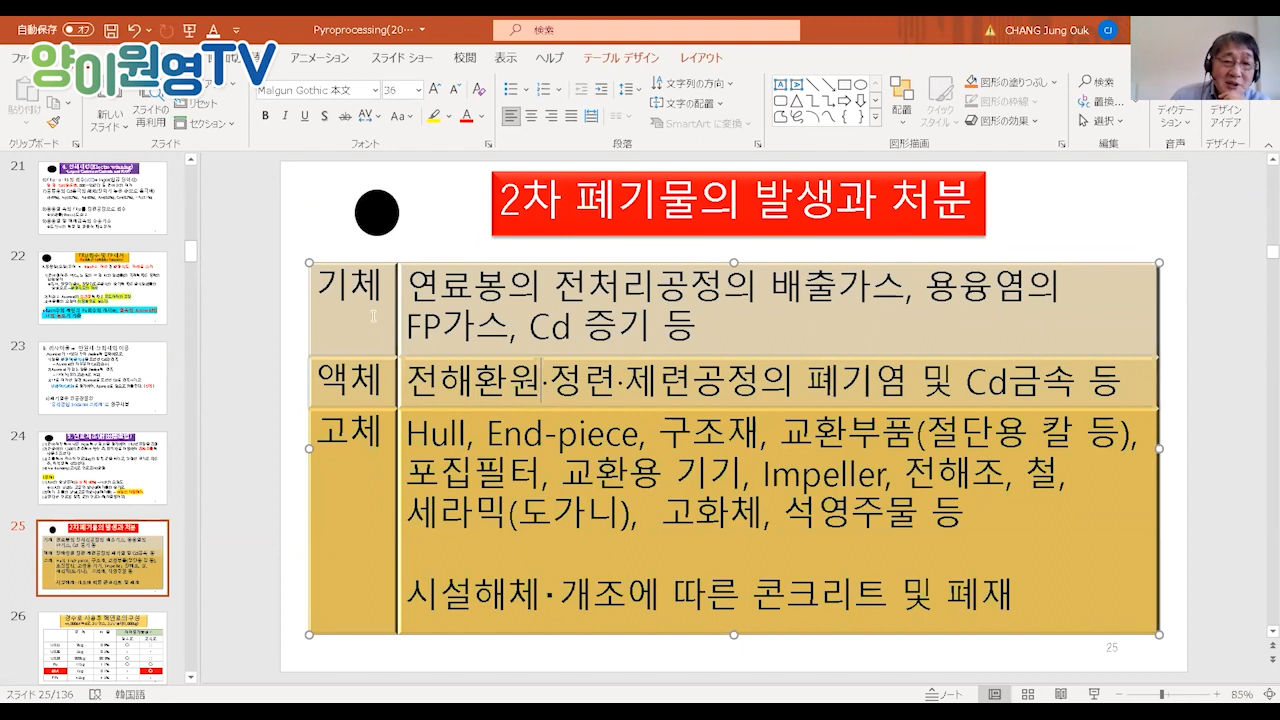 自動保存 オフ
Pyroprocessing(20…
検索
CHANG Jung Ouk
CJ
양이원영TV
アニメーション
スライド ショー
校閲
表示
ヘルプ
テーブル デザイン
レイアウト
貼り付け
新しい
スライド
スライドの
再利用
リセット
セクション
Malgun Gothic 本文
36
文字列の方向
文字の配置
SmartArt に変換
配置
クイック
スタイル
図形の塗りつぶし
図形の枠線
図形の効果
検索
置換...
選択
ディクテー
ション
デザイン
アイデア
クリップボード
スライド
フォント
段落
図形描画
編集
音声
デザイナー
21
22
23
24
25
26
2차 폐기물의 발생과 처분
기체
연료봉의 전처리공정의 배출가스, 용융염의
FP가스, Cd 증기 등
액체
전해환원·정련·제련공정의 폐기염 및 Cd금속 등
고체
Hull, End-piece, 구조재, 교환부품(절단용 칼 등),
포집필터, 교환용 기기, Impeller, 전해조, 철,
세라믹(도가니), 고화체, 석영주물 등
시설해체·개조에 따른 콘크리트 및 폐재
25
スライド 25/136
韓国語
ノート
85%